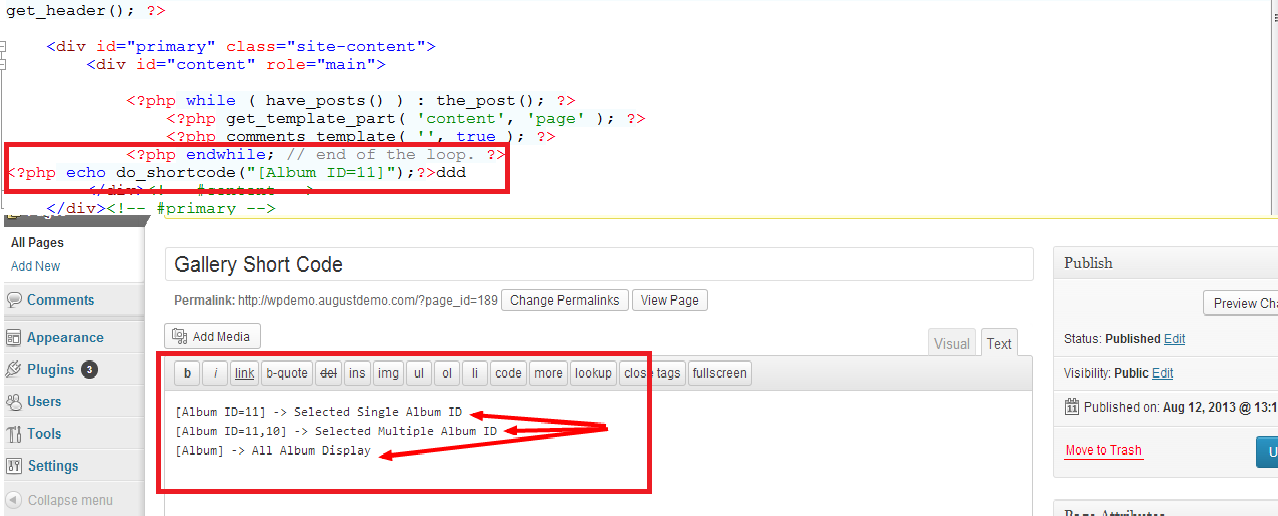 get_header(); ?>
<div id="primary" class="site-content">
<div id="content" role="main">
<?php while ( have_posts() ) : the_post(); ?>
<?php get_template_part( 'content', 'page' ); ?>
<?php comments_template( '', true ); ?>
<?php endwhile; // end of the loop. ?>
<?php echo do_shortcode("[Album ID=11]");?>ddd
</div><!-- #content -->
</div><!-- #primary -->
Pages
All Pages
Add New
Comments
Appearance
Plugins 3
Users
Tools
Settings
Collapse menu
Gallery Short Code
Permalink: http://wpdemo.augustdemo.com/?page_id=189 Change Permalinks View Page
Add Media
Visual Text
b i link b-quote del ins img ul ol li code more lookup close tags fullscreen
[Album ID=11] -> Selected Single Album ID
[Album ID=11,10] -> Selected Multiple Album ID
[Album] -> All Album Display
Publish
Preview Cha
Status: Published Edit
Visibility: Public Edit
11 Published on: Aug 12, 2013 @ 13:1
Move to Trash
U
Page Attributes